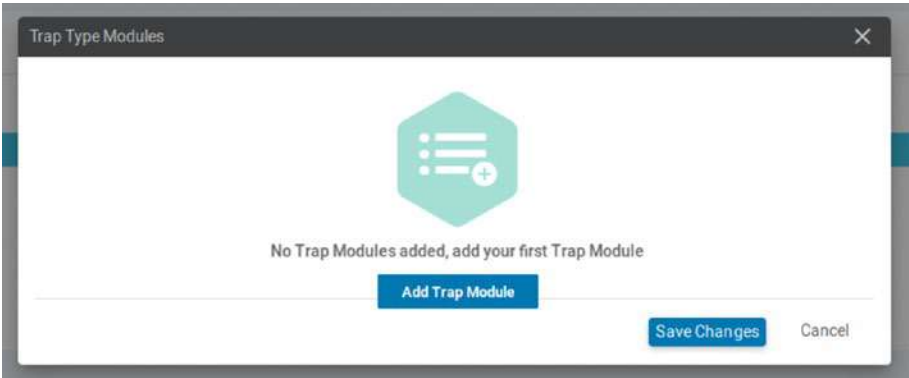 Trap Type Modules
No Trap Modules added, add your first Trap Module
Add Trap Module
Save Changes
Cancel